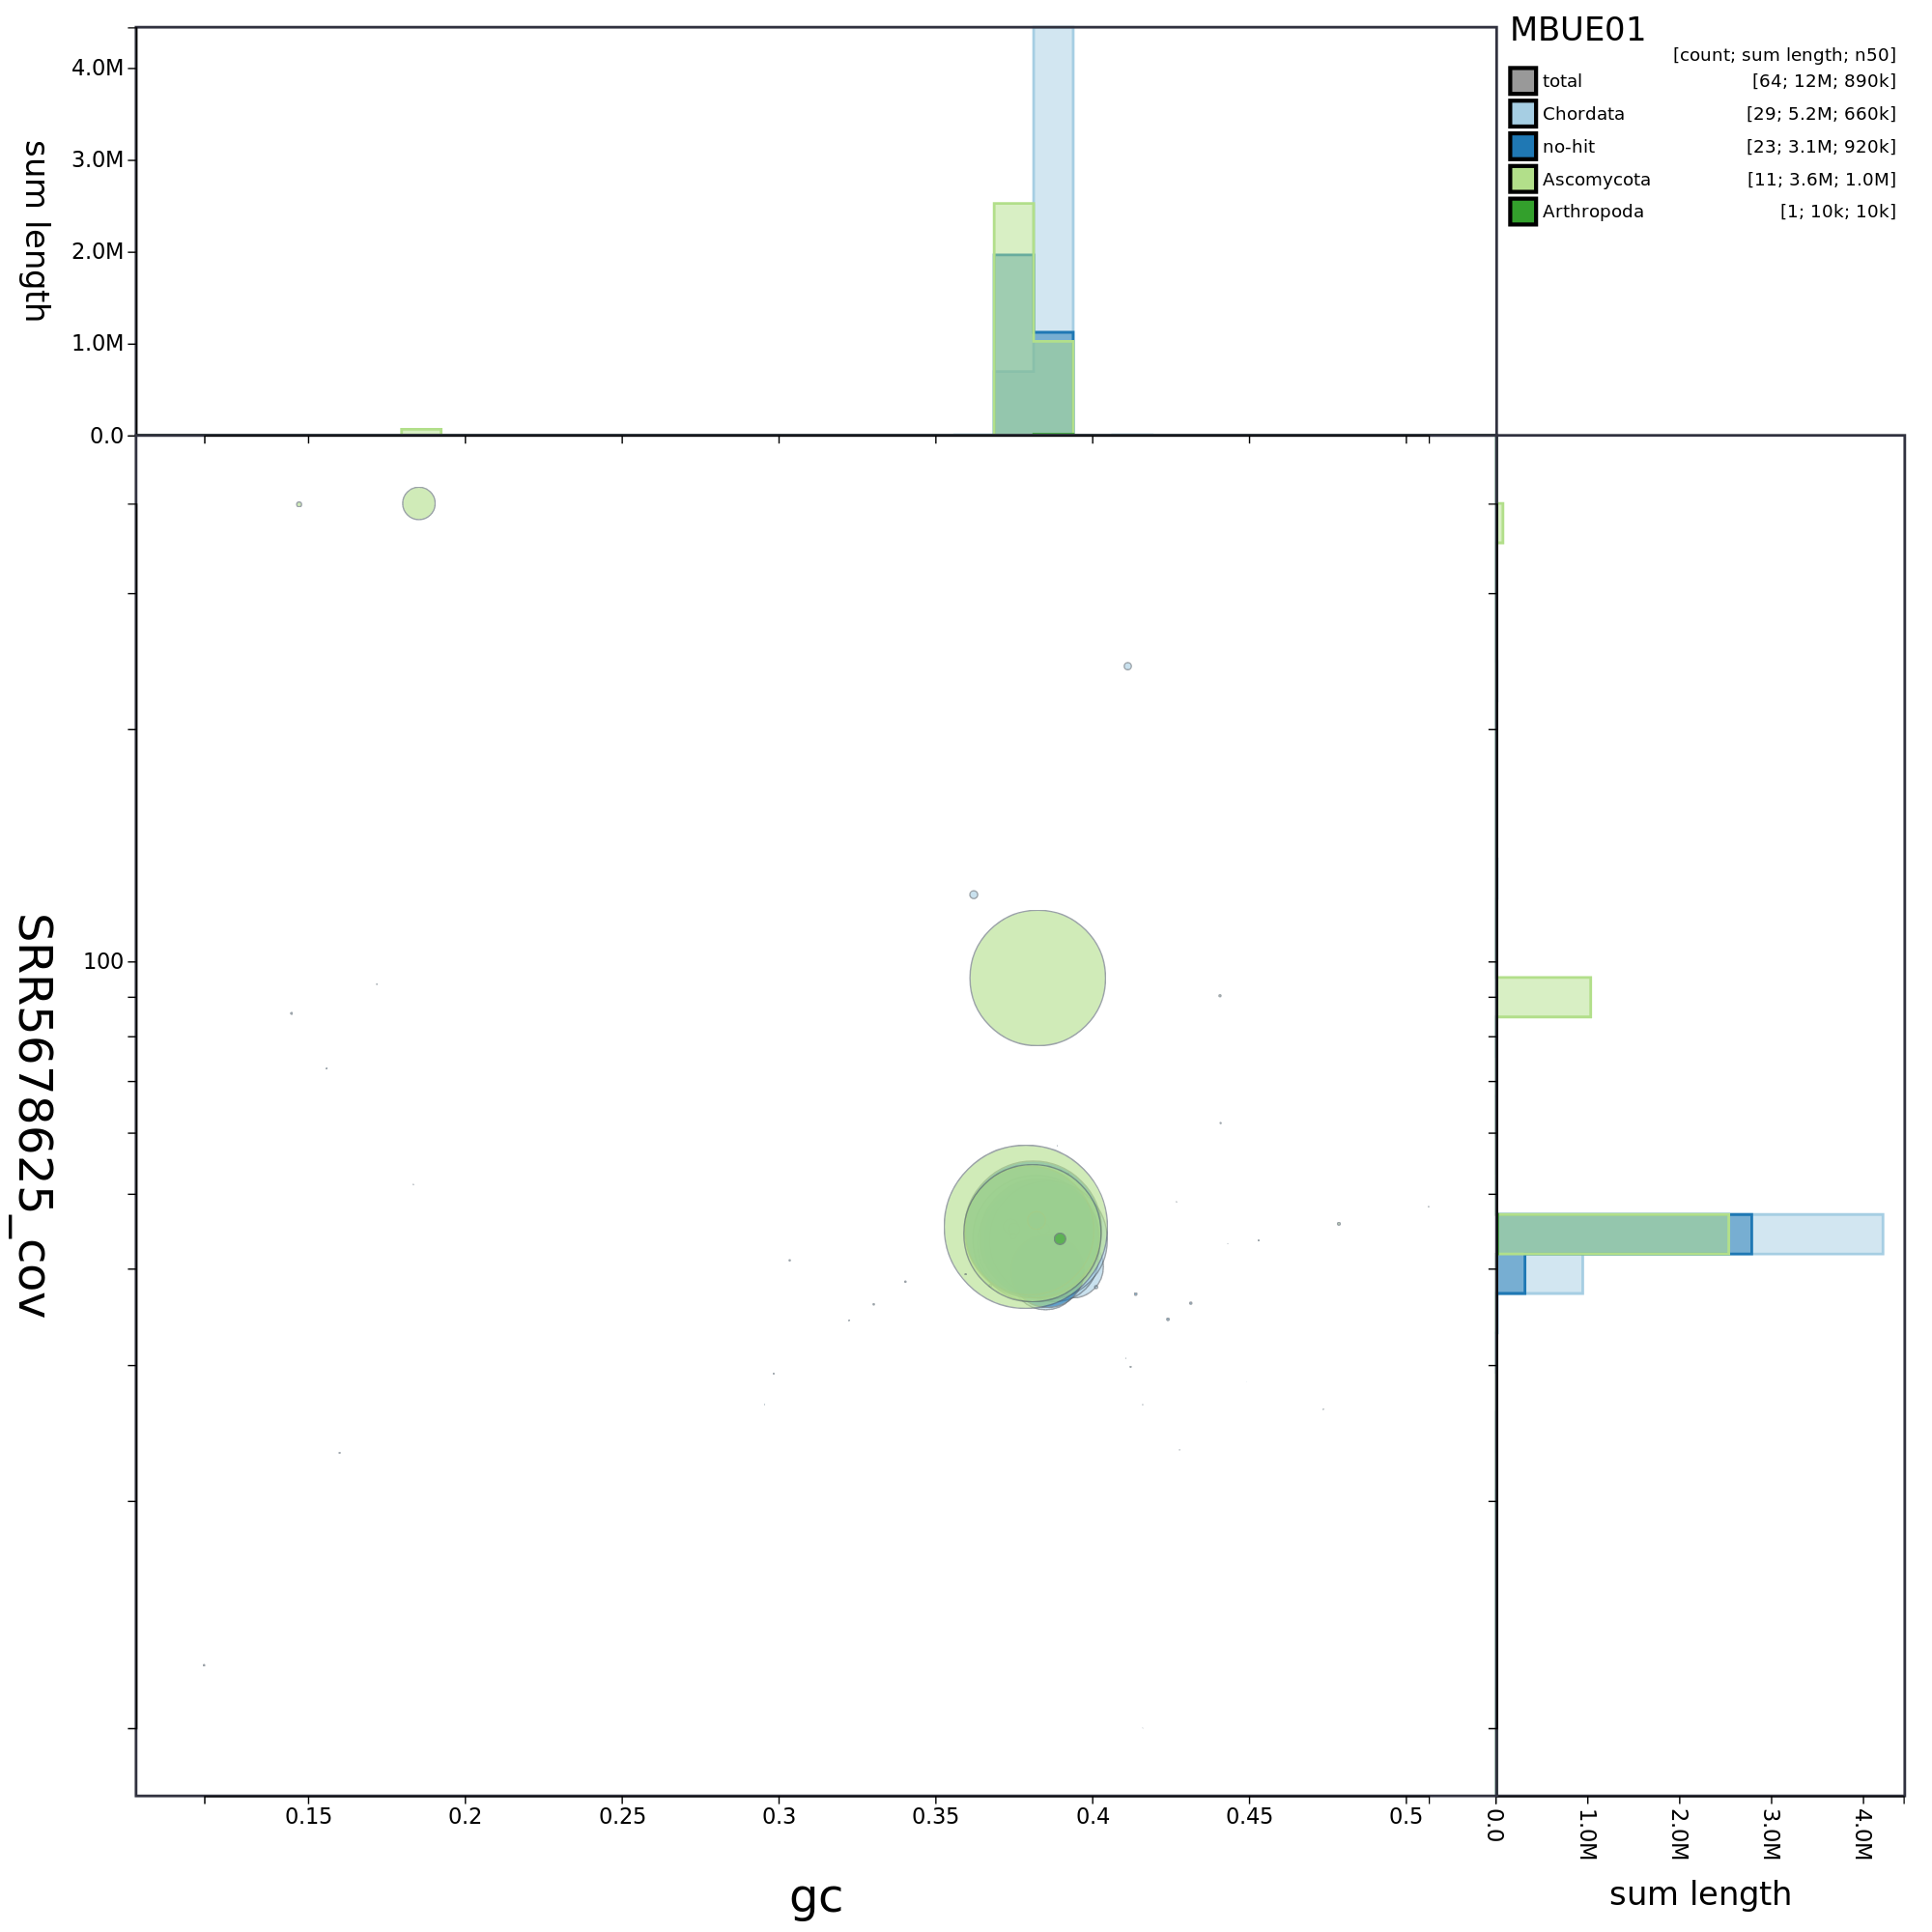 MBUE01
[count; sum length; n50]
total [64; 12M; 890k]
Chordata [29; 5.2M; 660k]
no-hit [23; 3.1M; 920k]
Ascomycota [11; 3.6M; 1.0M]
Arthropoda [1; 10k; 10k]
sum length
4.0M
3.0M
2.0M
1.0M
0.0
SRR5678625_cov
100
0.15 0.2 0.25 0.3 0.35 0.4 0.45 0.5
gc
0.0 1.0M 2.0M 3.0M 4.0M
sum length